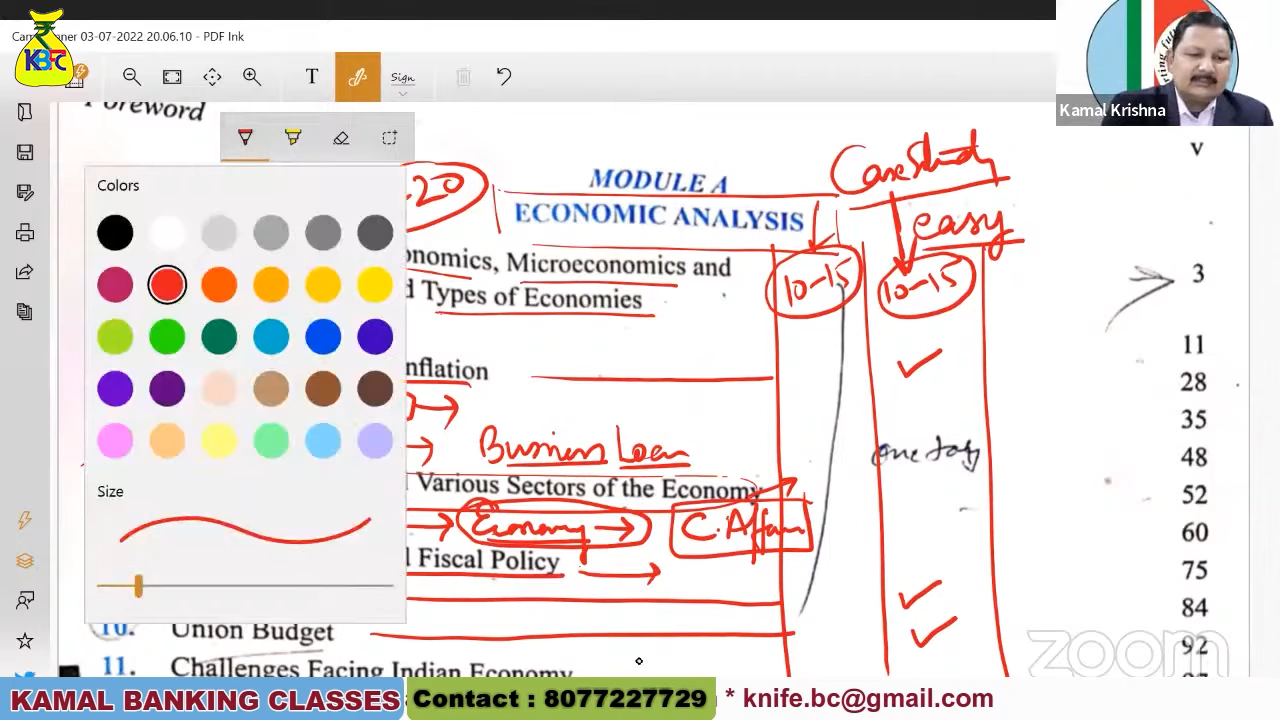 Scanner 03-07-2022 20.06.10 - PDF Ink
KBC
T
Sign
Kamal Krishna
Foreword
v
Colors
20
MODULE A
Case Study
ECONOMIC ANALYSIS
easy
onomics, Microeconomics and
3
10-15
10-15
d Types of Economies
11
nflation
28
35
Business Loan
48
Size
Various Sectors of the Economy
52
Economy
C. Affairs
60
l Fiscal Policy
75
84
10. Union Budget
92
zoom
11. Challenges Facing Indian Economy
KAMAL BANKING CLASSES
Contact : 8077227729
* knife.bc@gmail.com